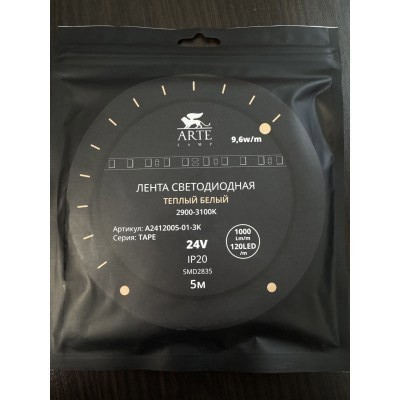 ARTE
LAMP
9,6w/m
ЛЕНТА СВЕТОДИОДНАЯ
ТЕПЛЫЙ БЕЛЫЙ
2900-3100K
Артикул: A2412005-01-3K
Серия: TAPE
24V
IP20
SMD2835
5м
1000
Lm/m
120LED
/m